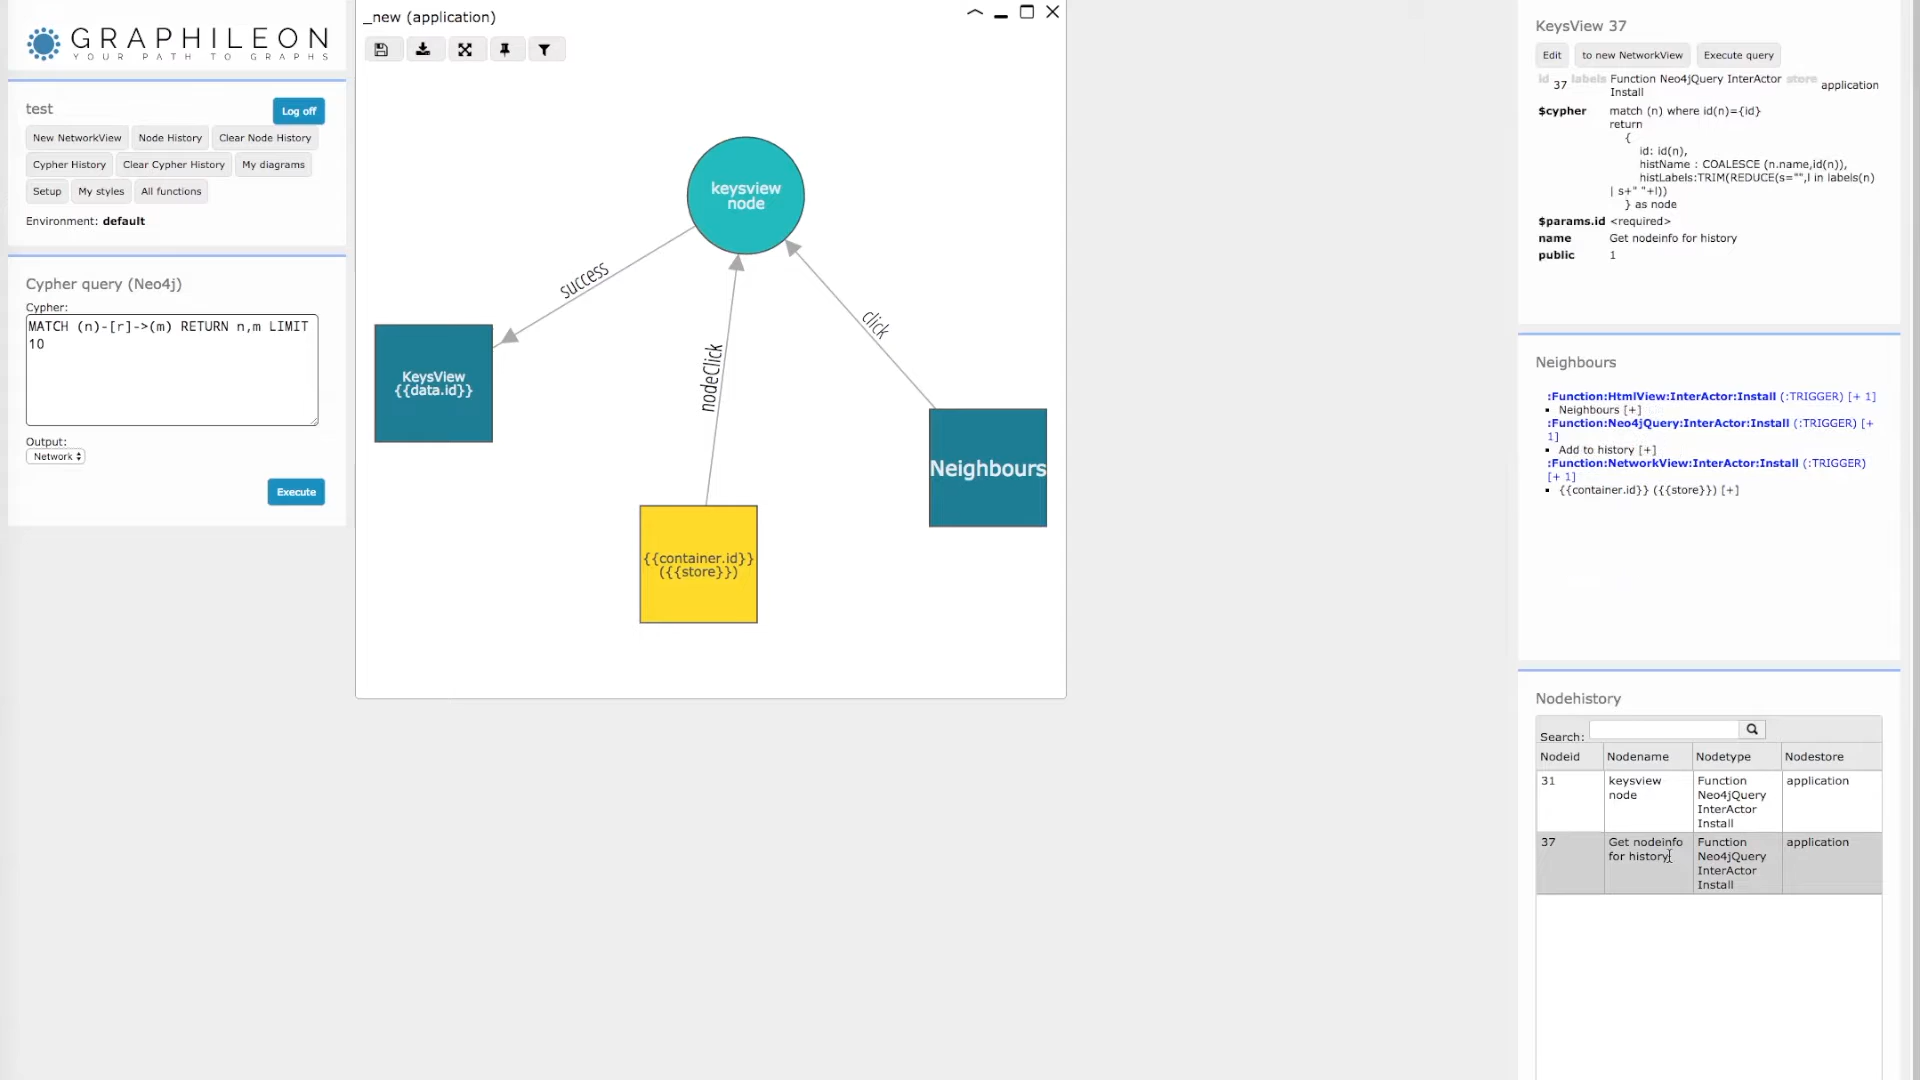 GRAPHILEON
YOUR PATH TO GRAPHS
test
Log off
New NetworkView
Node History
Clear Node History
Cypher History
Clear Cypher History
My diagrams
Setup
My styles
All functions
Environment: default
Cypher query (Neo4j)
Cypher:
MATCH (n)-[r]->(m) RETURN n,m LIMIT
10
Output:
Network
Execute
_new (application)
keysview
node
success
nodeClick
click
KeysView
{{data.id}}
Neighbours
{{container.id}}
({{store}})
KeysView 37
Edit
to new NetworkView
Execute query
id 37 labels Function Neo4jQuery InterActor store application
Install
$cypher match (n) where id(n)={id}
return
{
id: id(n),
histName : COALESCE (n.name,id(n)),
histLabels:TRIM(REDUCE(s="",l in labels(n)
| s+" "+l))
} as node
$params.id <required>
name Get nodeinfo for history
public 1
Neighbours
:Function:HtmlView:InterActor:Install (:TRIGGER) [+ 1]
Neighbours [+]
:Function:Neo4jQuery:InterActor:Install (:TRIGGER) [+
1]
Add to history [+]
:Function:NetworkView:InterActor:Install (:TRIGGER)
[+ 1]
{{container.id}} ({{store}}) [+]
Nodehistory
Search:
Nodeid Nodename Nodetype Nodestore
31 keysview Function application
node Neo4jQuery
InterActor
Install
37 Get nodeinfo Function application
for history Neo4jQuery
InterActor
Install